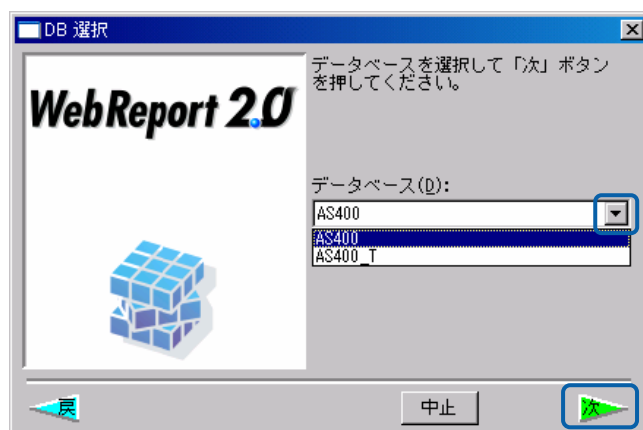 DB 選択
データベースを選択して「次」ボタン
を押してください。
WebReport 2.0
データベース(D):
AS400
AS400
AS400_T
戻
中止
次